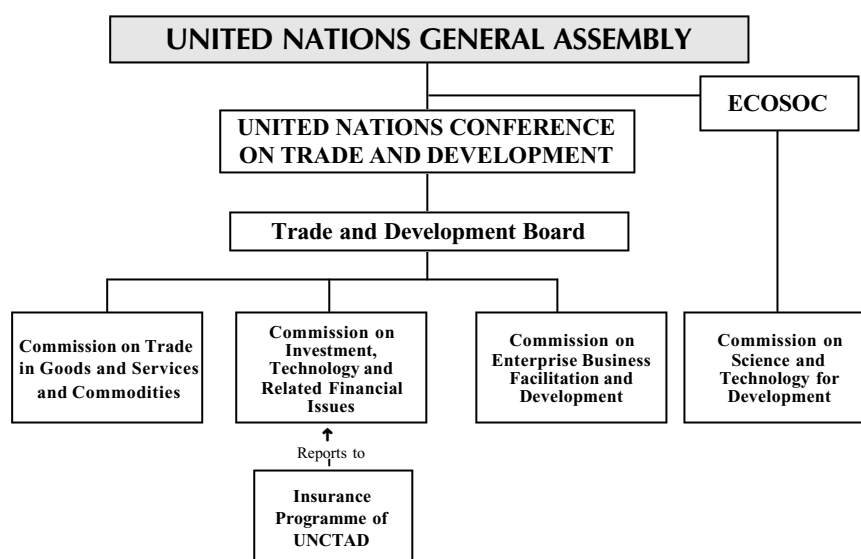 UNITED NATIONS GENERAL ASSEMBLY
ECOSOC
UNITED NATIONS CONFERENCE
ON TRADE AND DEVELOPMENT
Trade and Development Board
Commission on Trade
in Goods and Services
and Commodities
Commission on
Investment,
Technology and
Related Financial
Issues
Commission on
Enterprise Business
Facilitation and
Development
Commission on
Science and
Technology for
Development
Reports to
Insurance
Programme of
UNCTAD